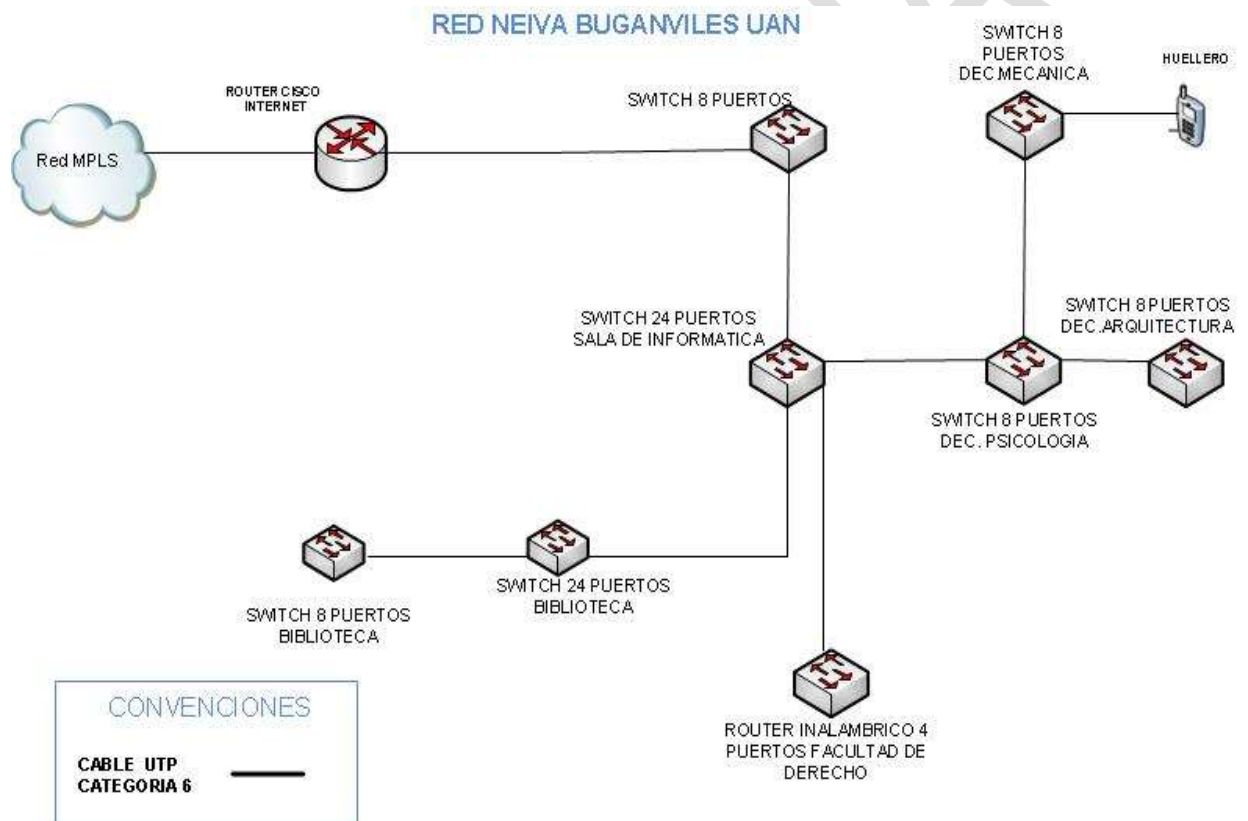 RED NEIVA BUGANVILES UAN
SWITCH 8
PUERTOS
DEC.MECANICA
HUELLERO
ROUTER CISCO
INTERNET
SWITCH 8 PUERTOS
Red MPLS
SWITCH 24 PUERTOS
SALA DE INFORMATICA
SWITCH 8 PUERTOS
DEC.ARQUITECTURA
SWITCH 8 PUERTOS
DEC. PSICOLOGIA
SWITCH 24 PUERTOS
BIBLIOTECA
SWITCH 8 PUERTOS
BIBLIOTECA
ROUTER INALAMBRICO 4
PUERTOS FACULTAD DE
DERECHO
CONVENCIONES
CABLE UTP
CATEGORIA 6